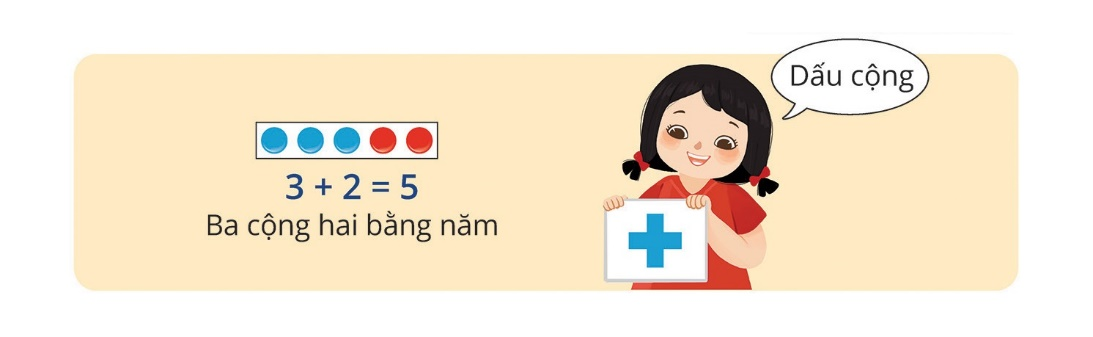 Dấu cộng
3 + 2 = 5
Ba cộng hai bằng năm